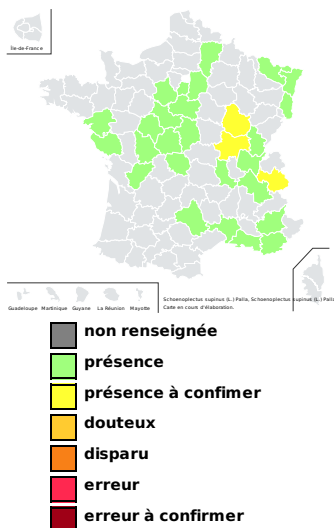 Île-de-France
Guadeloupe Martinique Guyane La Réunion Mayotte
Schoenoplectus supinus (L.) Palla, Schoenoplectus supinus (L.) Palla
Carte en cours d'élaboration.
non renseignée
présence
présence à confimer
douteux
disparu
erreur
erreur à confirmer